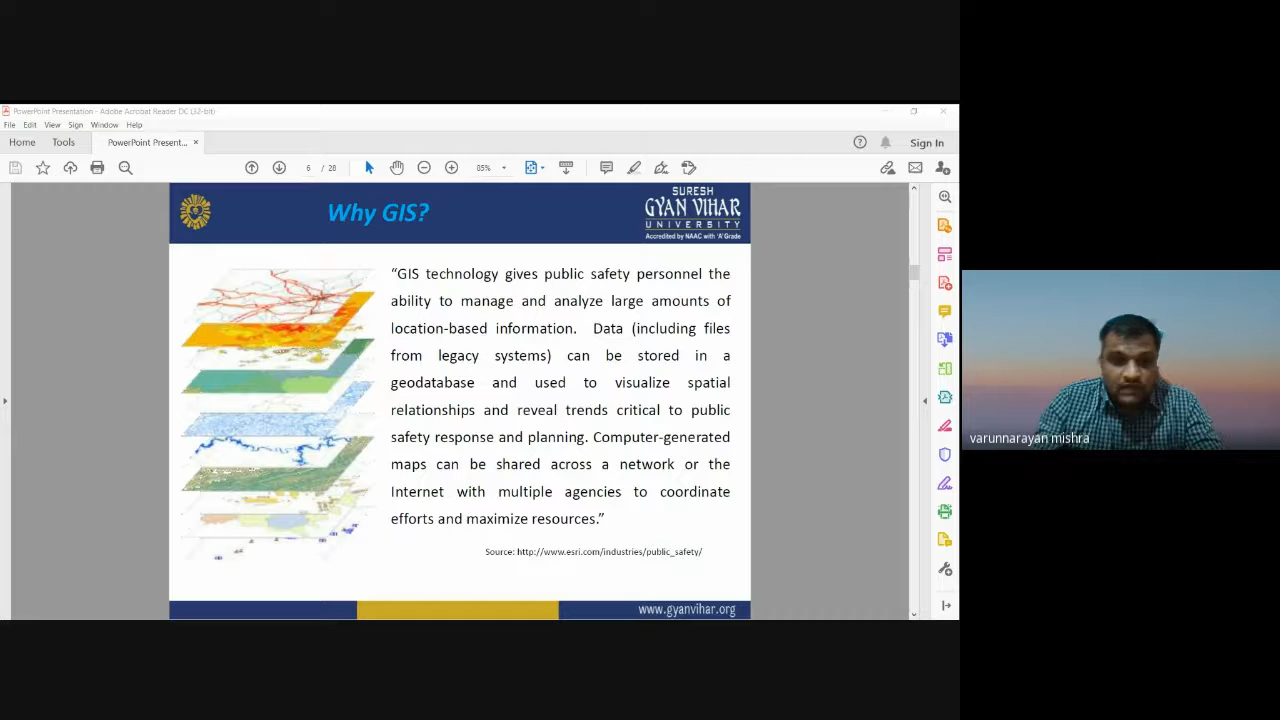 PowerPoint Presentation - Adobe Acrobat Reader DC (32-bit)
File Edit View Sign Window Help
Home Tools PowerPoint Present... × Sign In
6 / 28 85%
Why GIS?
SURESH
GYAN VIHAR
UNIVERSITY
Accredited by NAAC with 'A' Grade
“GIS technology gives public safety personnel the
ability to manage and analyze large amounts of
location-based information. Data (including files
from legacy systems) can be stored in a
geodatabase and used to visualize spatial
relationships and reveal trends critical to public
safety response and planning. Computer-generated
maps can be shared across a network or the
Internet with multiple agencies to coordinate
efforts and maximize resources.”
Source: http://www.esri.com/industries/public_safety/
www.gyanvihar.org
varunnarayan mishra